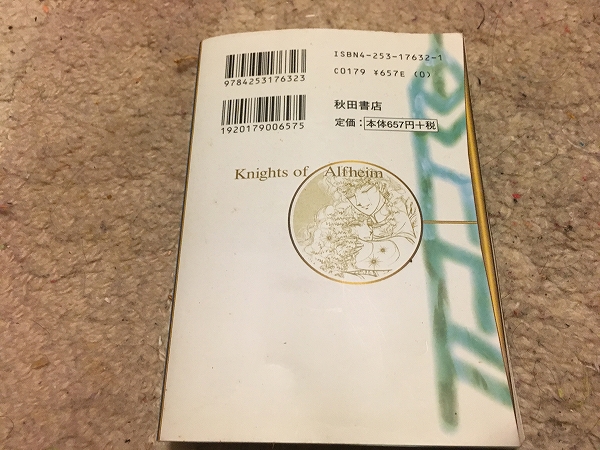 ISBN4-253-17632-1
C0179 ¥657E (0)
9784253176323
秋田書店
定価：本体657円+税
1920179006575
Knights of Alfheim